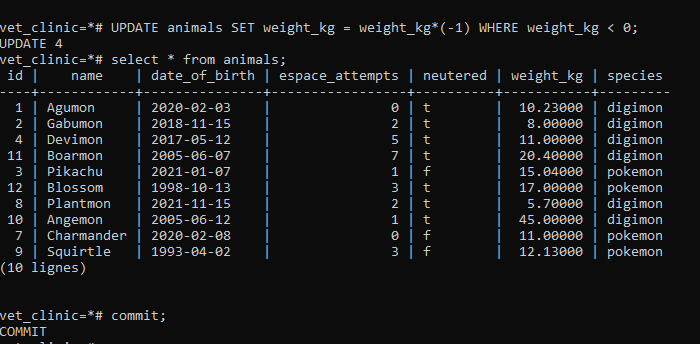 vet_clinic=*# UPDATE animals SET weight_kg = weight_kg*(-1) WHERE weight_kg < 0;
UPDATE 4
vet_clinic=*# select * from animals;
 id |    name    | date_of_birth | espace_attempts | neutered | weight_kg | species
----+------------+---------------+-----------------+----------+-----------+---------
  1 | Agumon     | 2020-02-03    |               0 | t        |  10.23000 | digimon
  2 | Gabumon    | 2018-11-15    |               2 | t        |   8.00000 | digimon
  4 | Devimon    | 2017-05-12    |               5 | t        |  11.00000 | digimon
 11 | Boarmon    | 2005-06-07    |               7 | t        |  20.40000 | digimon
  3 | Pikachu    | 2021-01-07    |               1 | f        |  15.04000 | pokemon
 12 | Blossom    | 1998-10-13    |               3 | t        |  17.00000 | pokemon
  8 | Plantmon   | 2021-11-15    |               2 | t        |   5.70000 | digimon
 10 | Angemon    | 2005-06-12    |               1 | t        |  45.00000 | digimon
  7 | Charmander | 2020-02-08    |               0 | f        |  11.00000 | pokemon
  9 | Squirtle   | 1993-04-02    |               3 | f        |  12.13000 | pokemon
(10 lignes)
vet_clinic=*# commit;
COMMIT